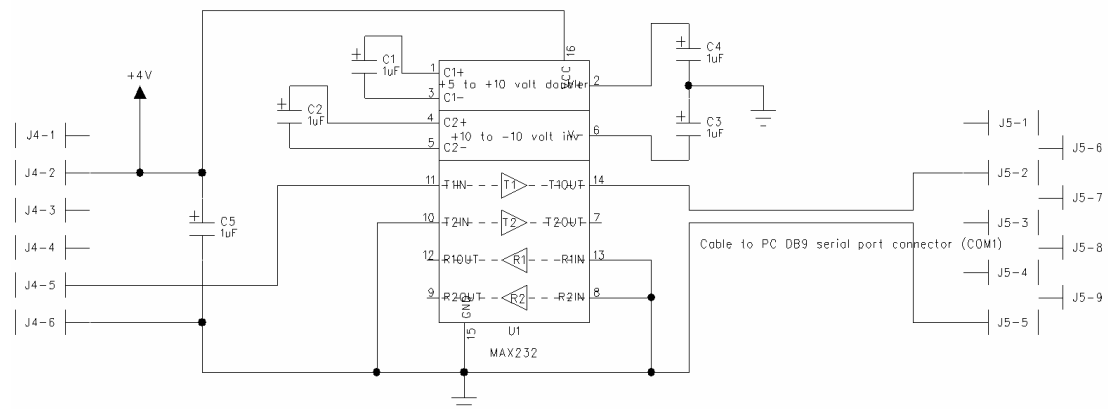 +4V
J4-1
J4-2
J4-3
J4-4
J4-5
J4-6
C5
1uF
C1
1uF
C2
1uF
1
C1+
3
C1-
4
C2+
5
C2-
+5 to +10 volt doubler
+10 to -10 volt inv
16
VCC
2
V+
6
V-
11
T1IN
T1
T1OUT
14
10
T2IN
T2
T2OUT
7
12
R1OUT
R1
R1IN
13
9
R2OUT
R2
R2IN
8
GND
15
U1
MAX232
C4
1uF
C3
1uF
Cable to PC DB9 serial port connector (COM1)
J5-1
J5-6
J5-2
J5-7
J5-3
J5-8
J5-4
J5-9
J5-5